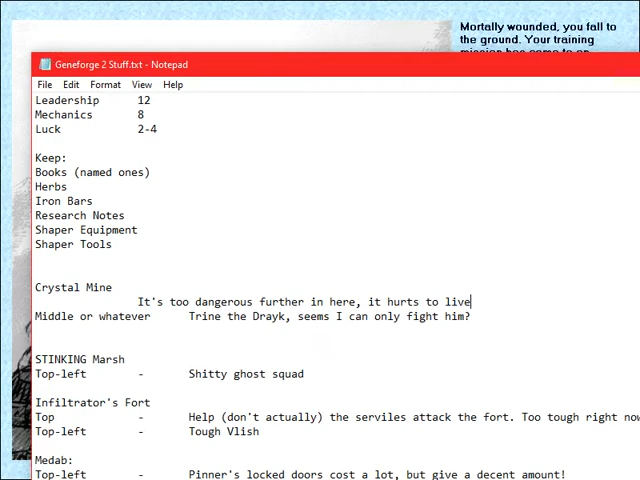 Mortally wounded, you fall to
the ground. Your training
mission has come to an
Geneforge 2 Stuff.txt - Notepad
File Edit Format View Help
Leadership 12
Mechanics 8
Luck 2-4
Keep:
Books (named ones)
Herbs
Iron Bars
Research Notes
Shaper Equipment
Shaper Tools
Crystal Mine
It's too dangerous further in here, it hurts to live
Middle or whatever Trine the Drayk, seems I can only fight him?
STINKING Marsh
Top-left - Shitty ghost squad
Infiltrator's Fort
Top - Help (don't actually) the serviles attack the fort. Too tough right now
Top-left - Tough Vlish
Medab:
Top-left - Pinner's locked doors cost a lot, but give a decent amount!